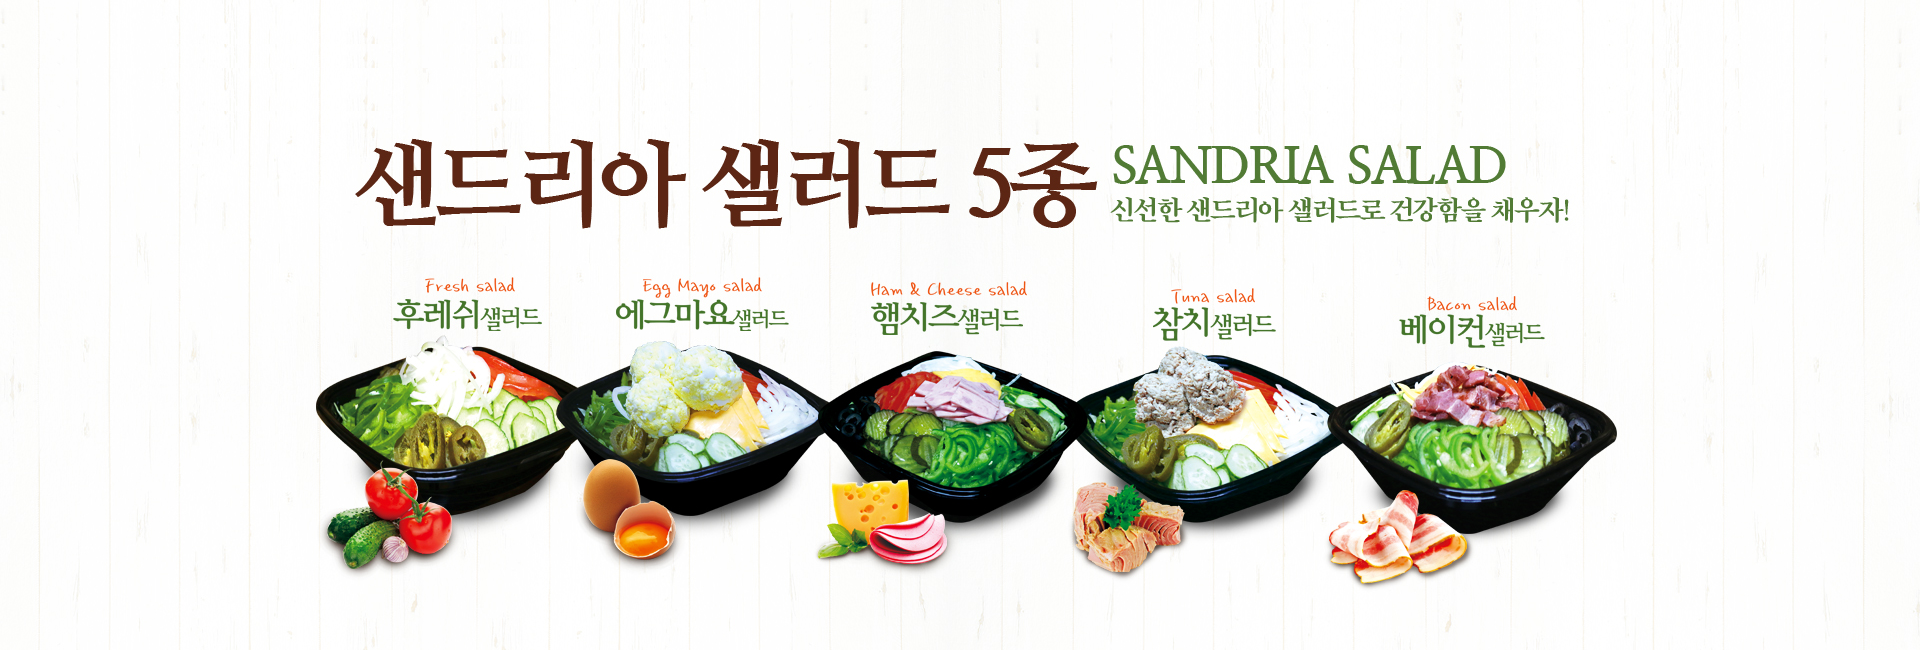 샌드리아 샐러드 5종
SANDRIA SALAD
신선한 샌드리아 샐러드로 건강함을 채우자!
Fresh salad
후레쉬샐러드
Egg Mayo salad
에그마요샐러드
Ham & Cheese salad
햄치즈샐러드
Tuna salad
참치샐러드
Bacon salad
베이컨샐러드